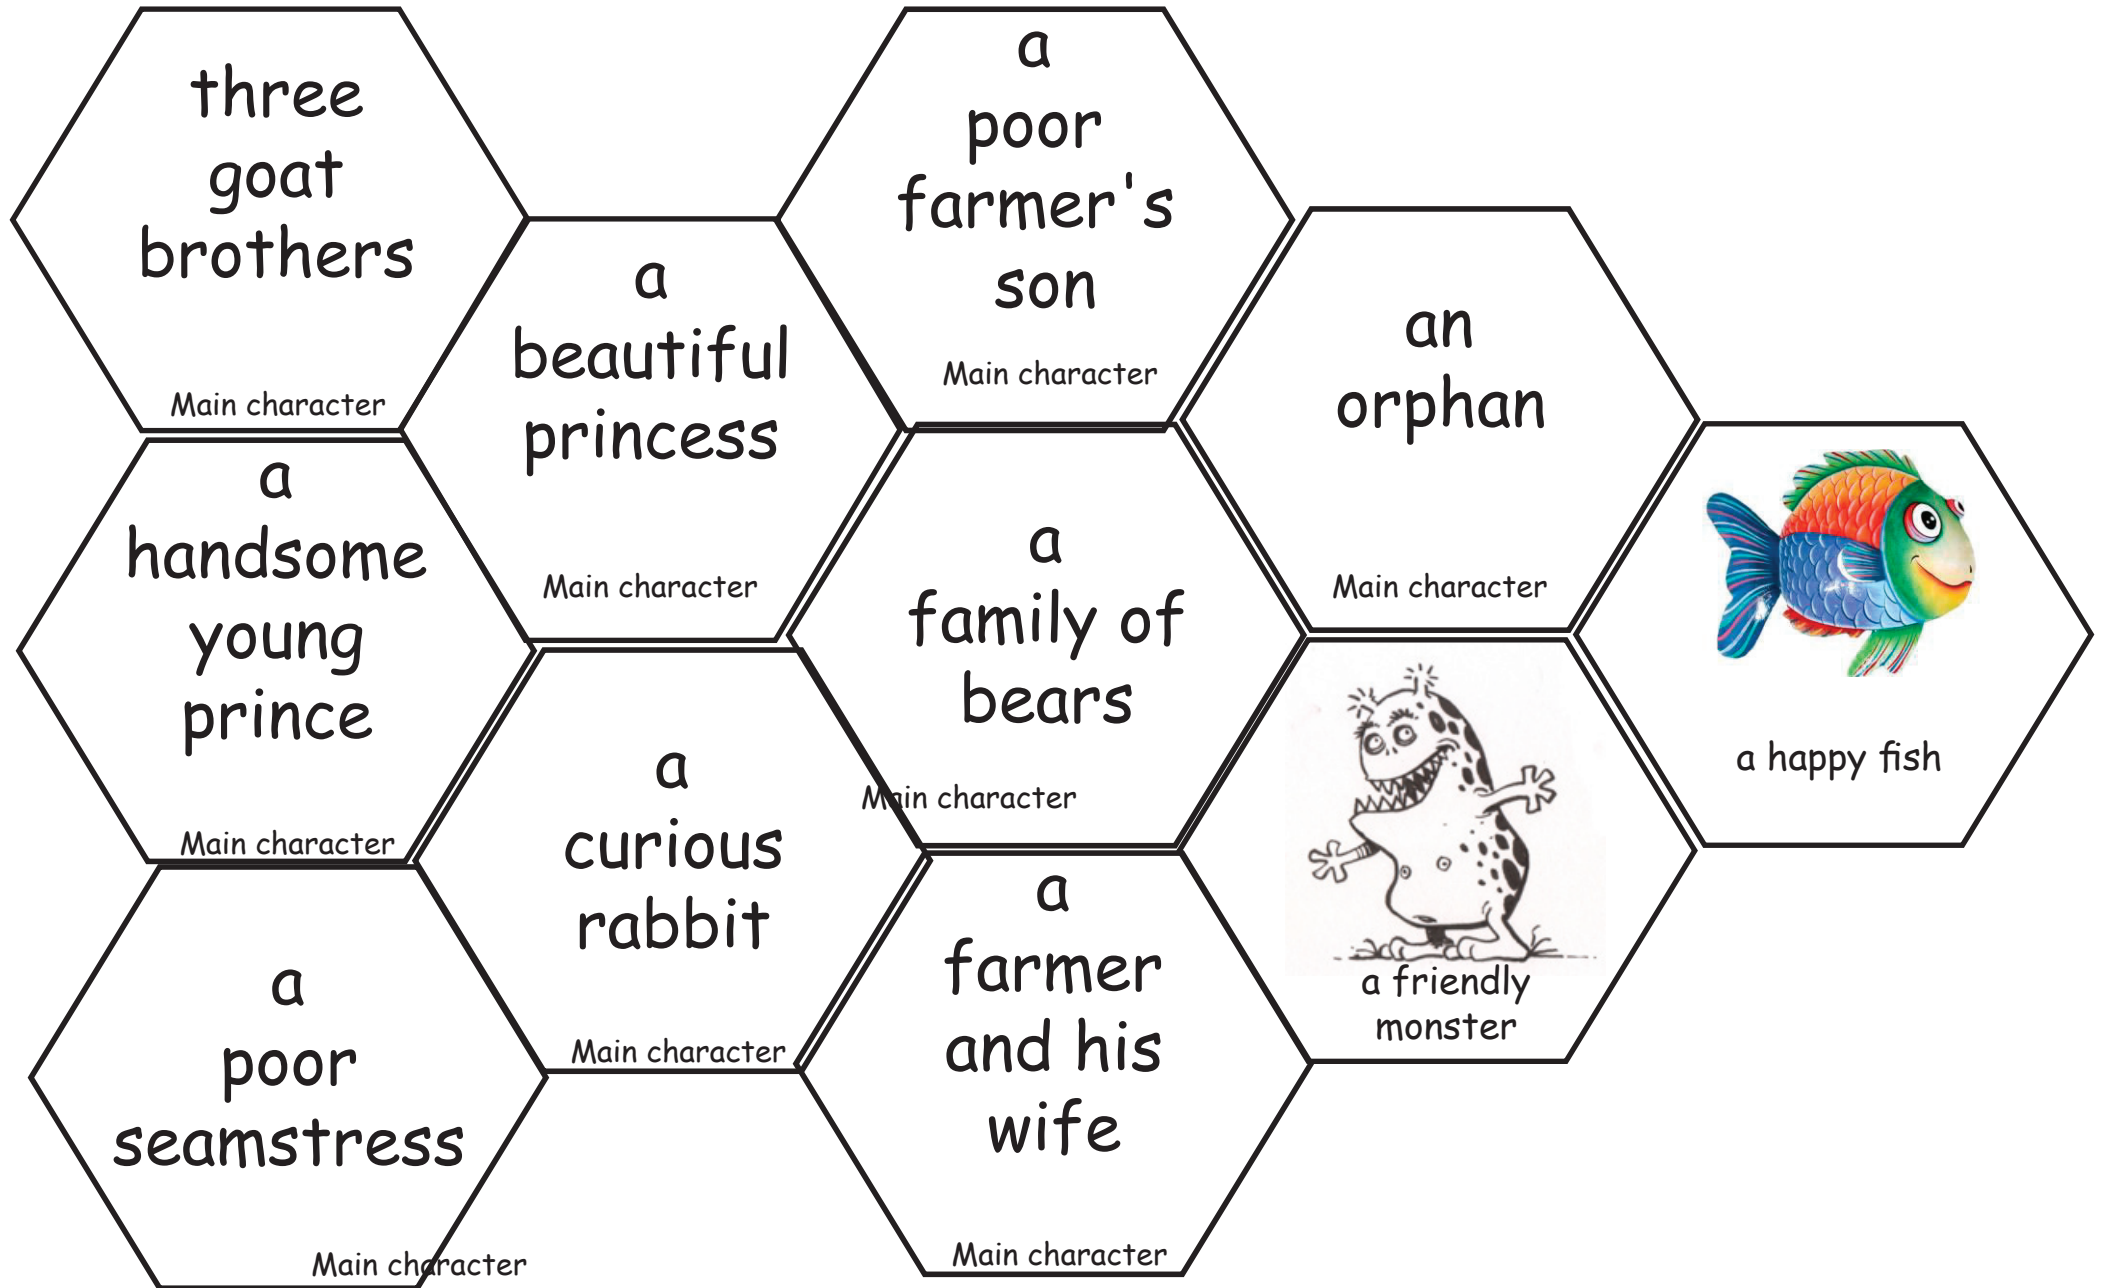 three
goat
brothers
Main character
a
poor
farmer's
son
Main character
a
beautiful
princess
Main character
an
orphan
Main character
a
handsome
young
prince
Main character
a
family of
bears
Main character
a happy fish
a
curious
rabbit
Main character
a friendly
monster
a
poor
seamstress
Main character
a
farmer
and his
wife
Main character